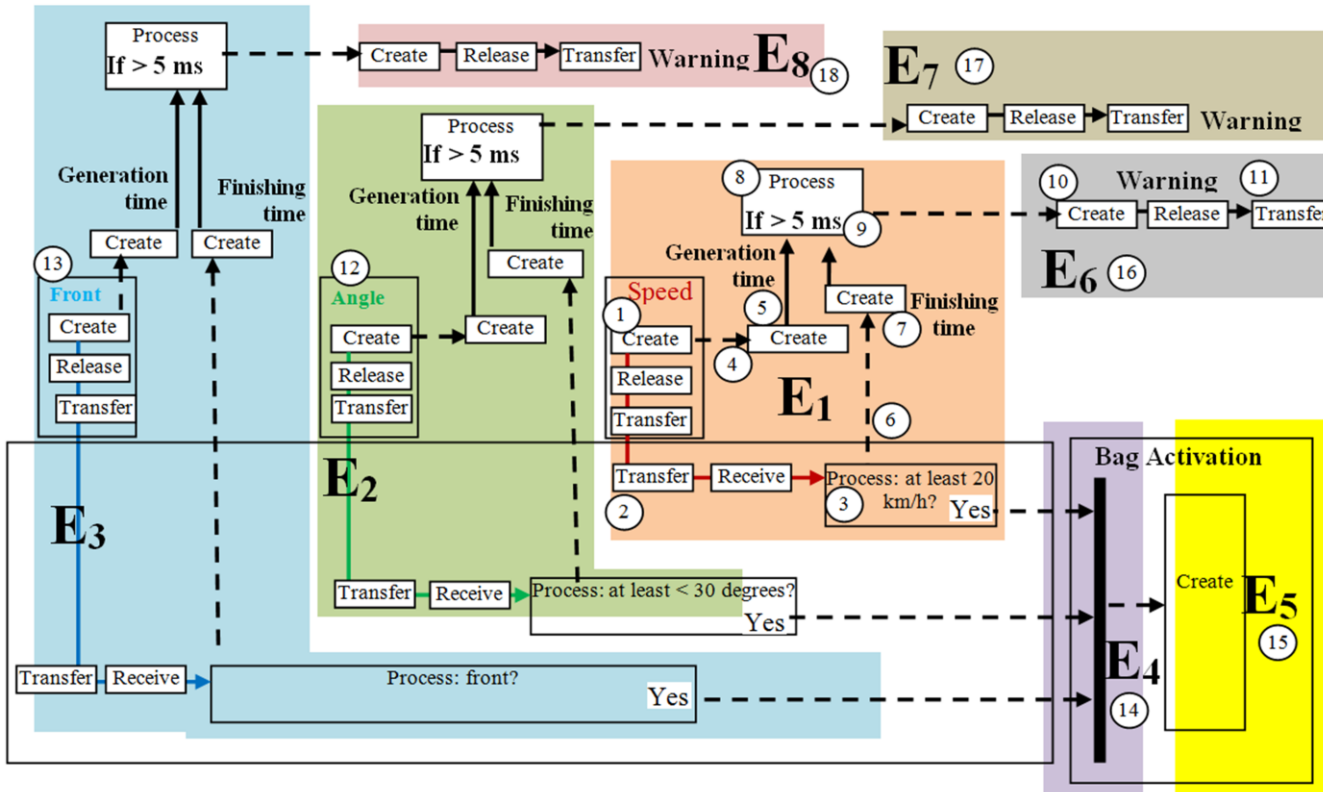 Process
If > 5 ms
Create
Release
Transfer
Warning
E8
18
E7
17
Create
Release
Transfer
Warning
Process
If > 5 ms
Generation
time
Finishing
time
Create
Create
13
Front
Create
Release
Transfer
Generation
time
Finishing
time
Create
Create
12
Angle
Create
Release
Transfer
8
Process
If > 5 ms
9
Generation
time
5
Create
Finishing
time
7
Speed
1
Create
4
Create
Release
Transfer
E1
6
10
Warning
11
Create
Release
Transfer
E6
16
E3
E2
Transfer
Receive
Process: at least 20
km/h?
2
3
Yes
Transfer
Receive
Process: at least < 30 degrees?
Yes
Transfer
Receive
Process: front?
Yes
Bag Activation
Create
E5
15
E4
14